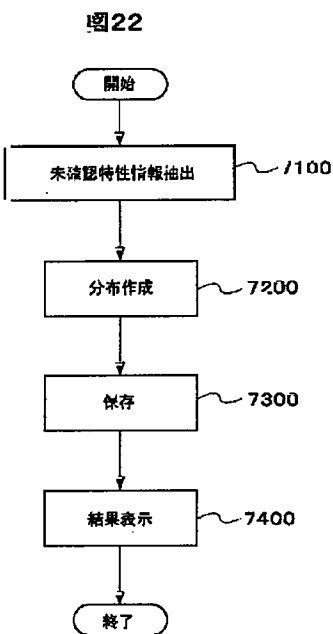 図22
開始
未確認特性情報抽出
7100
分布作成
7200
保存
7300
結果表示
7400
終了